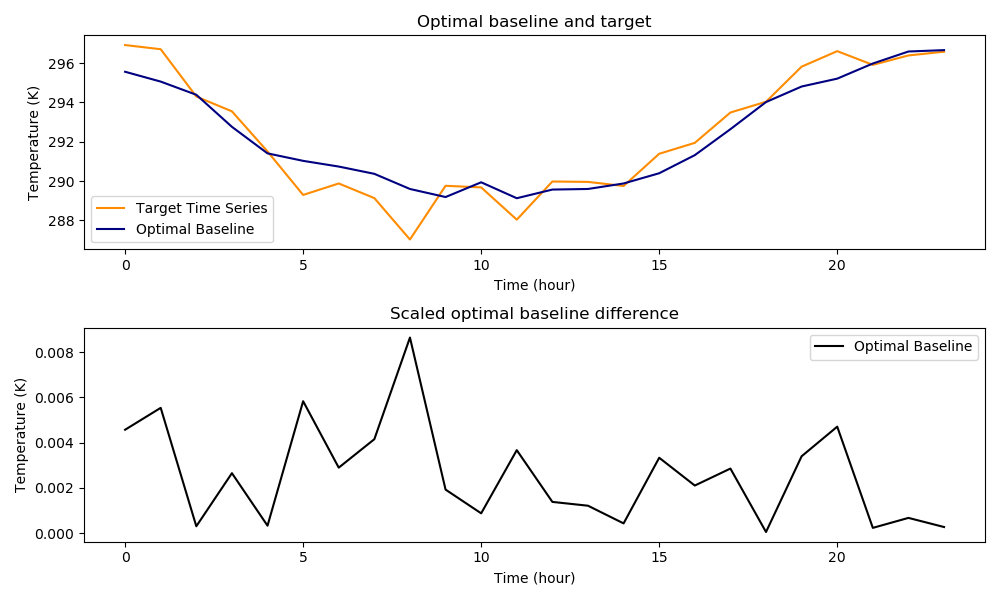 Optimal baseline and target
Temperature (K)
296
294
292
290
288
Target Time Series
Optimal Baseline
0 5 10 15 20
Time (hour)
Scaled optimal baseline difference
Temperature (K)
0.008
0.006
0.004
0.002
0.000
Optimal Baseline
0 5 10 15 20
Time (hour)